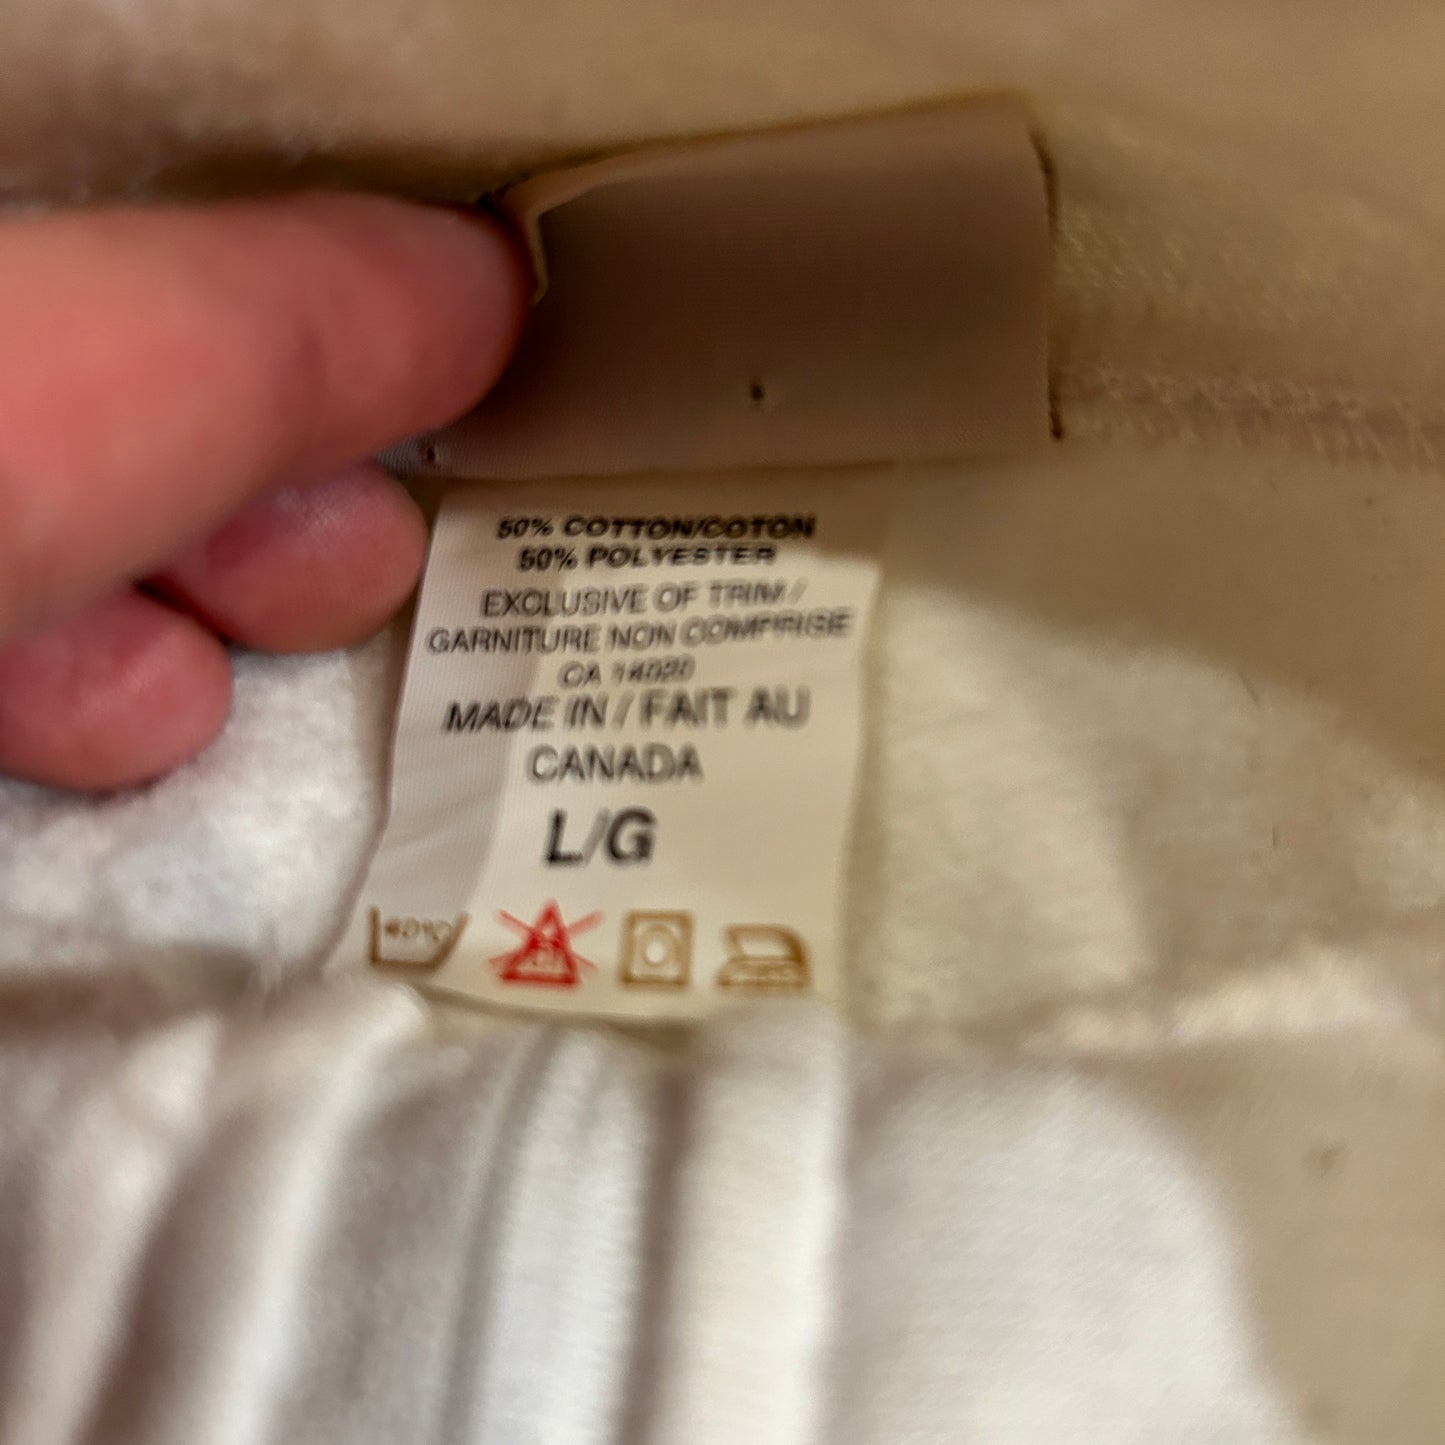 50% COTTON/COTON
50% POLYESTER
EXCLUSIVE OF TRIM/
GARNITURE NON COMPRISE
CA 14020
MADE IN / FAIT AU
CANADA
L/G